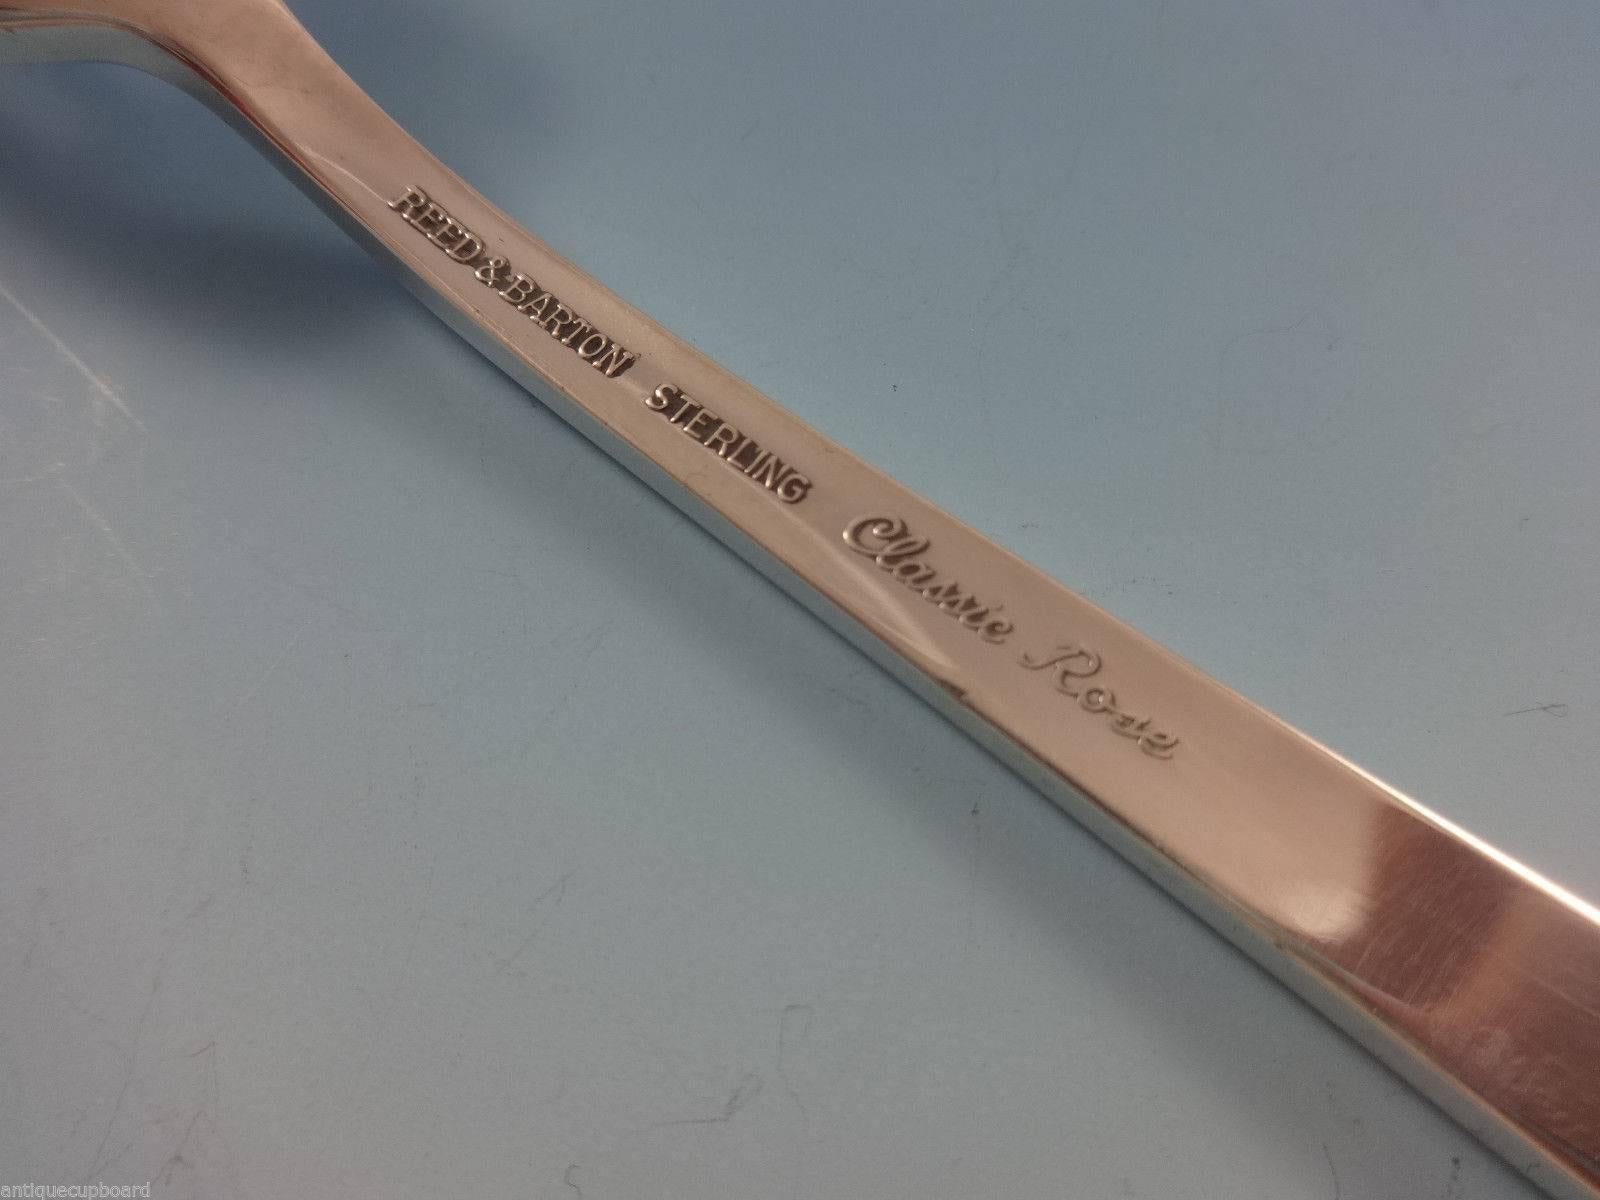 REED & BARTON STERLING Classic Rose
antiquecupboard